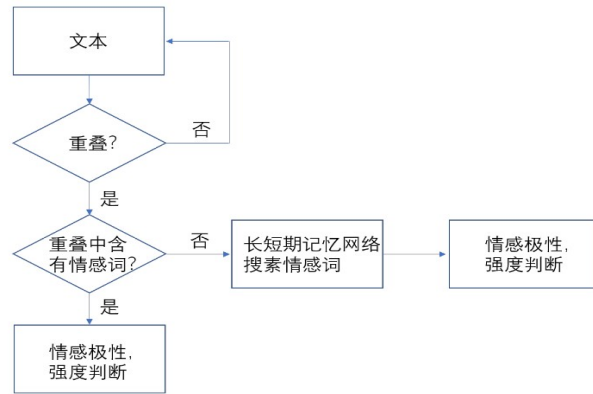 文本
重叠?
否
是
重叠中含
有情感词?
否
长短期记忆网络
搜素情感词
情感极性,
强度判断
是
情感极性,
强度判断